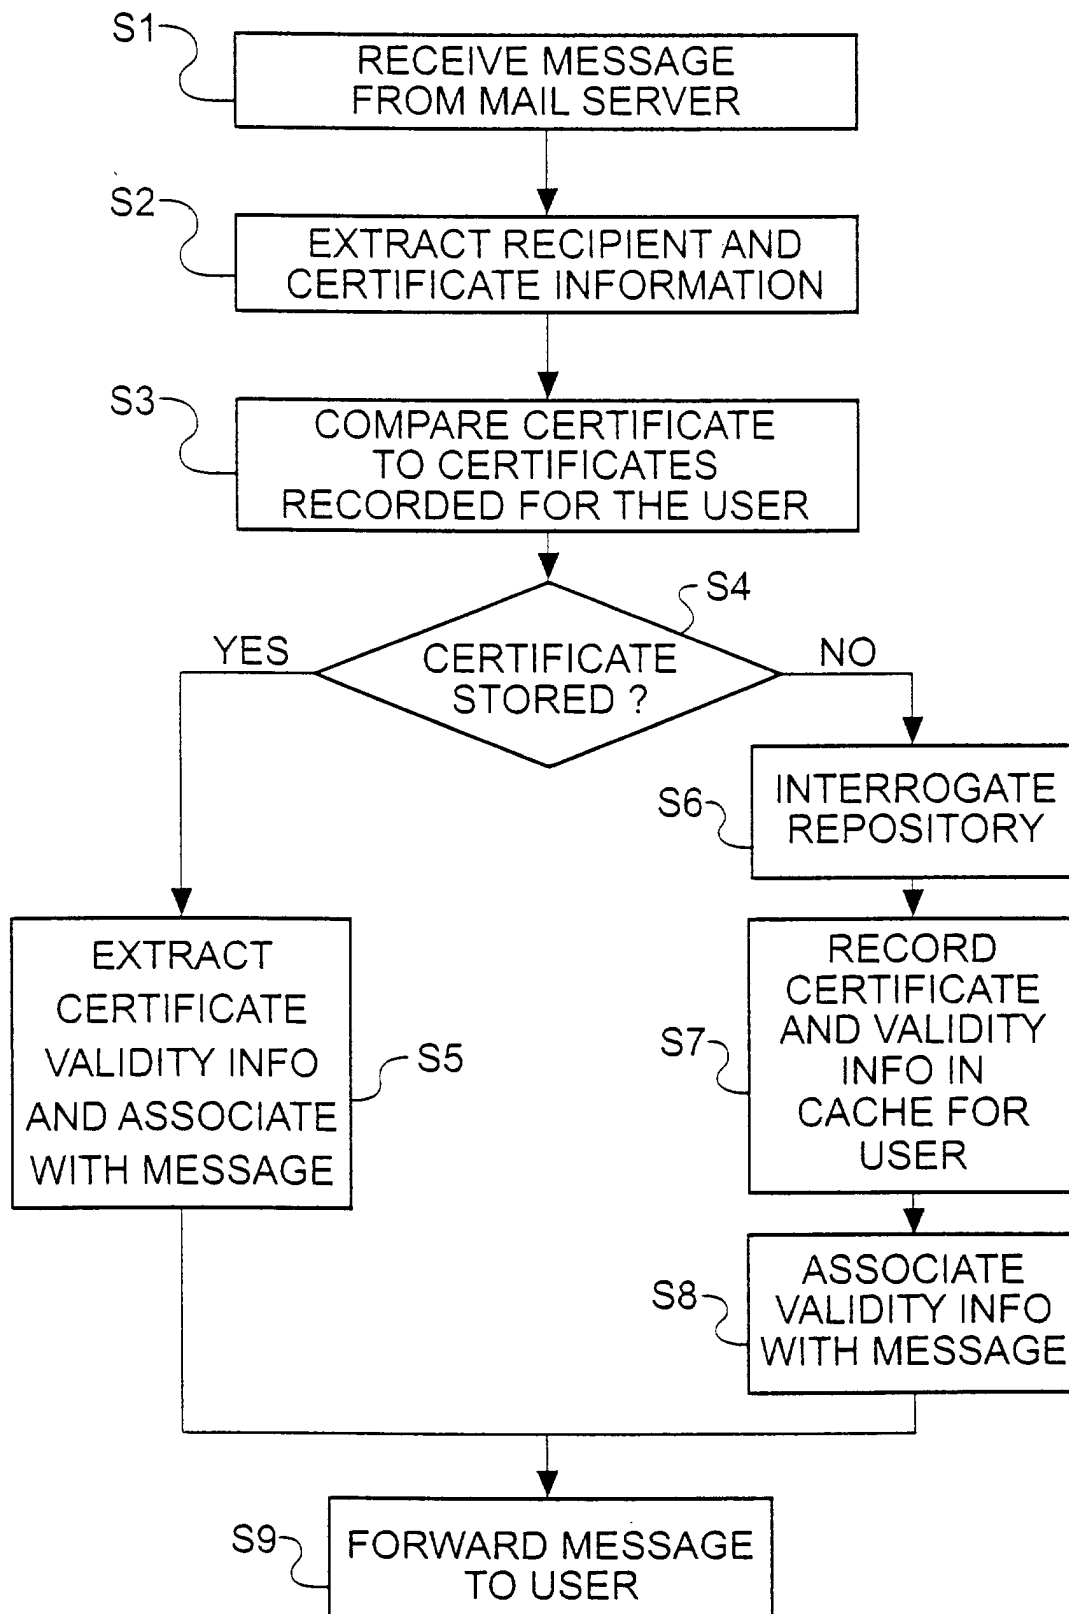 S1
RECEIVE MESSAGE
FROM MAIL SERVER
S2
EXTRACT RECIPIENT AND
CERTIFICATE INFORMATION
S3
COMPARE CERTIFICATE
TO CERTIFICATES
RECORDED FOR THE USER
S4
YES
CERTIFICATE
STORED ?
NO
S6
INTERROGATE
REPOSITORY
EXTRACT
CERTIFICATE
VALIDITY INFO
AND ASSOCIATE
WITH MESSAGE
S5
S7
RECORD
CERTIFICATE
AND VALIDITY
INFO IN
CACHE FOR
USER
S8
ASSOCIATE
VALIDITY INFO
WITH MESSAGE
S9
FORWARD MESSAGE
TO USER